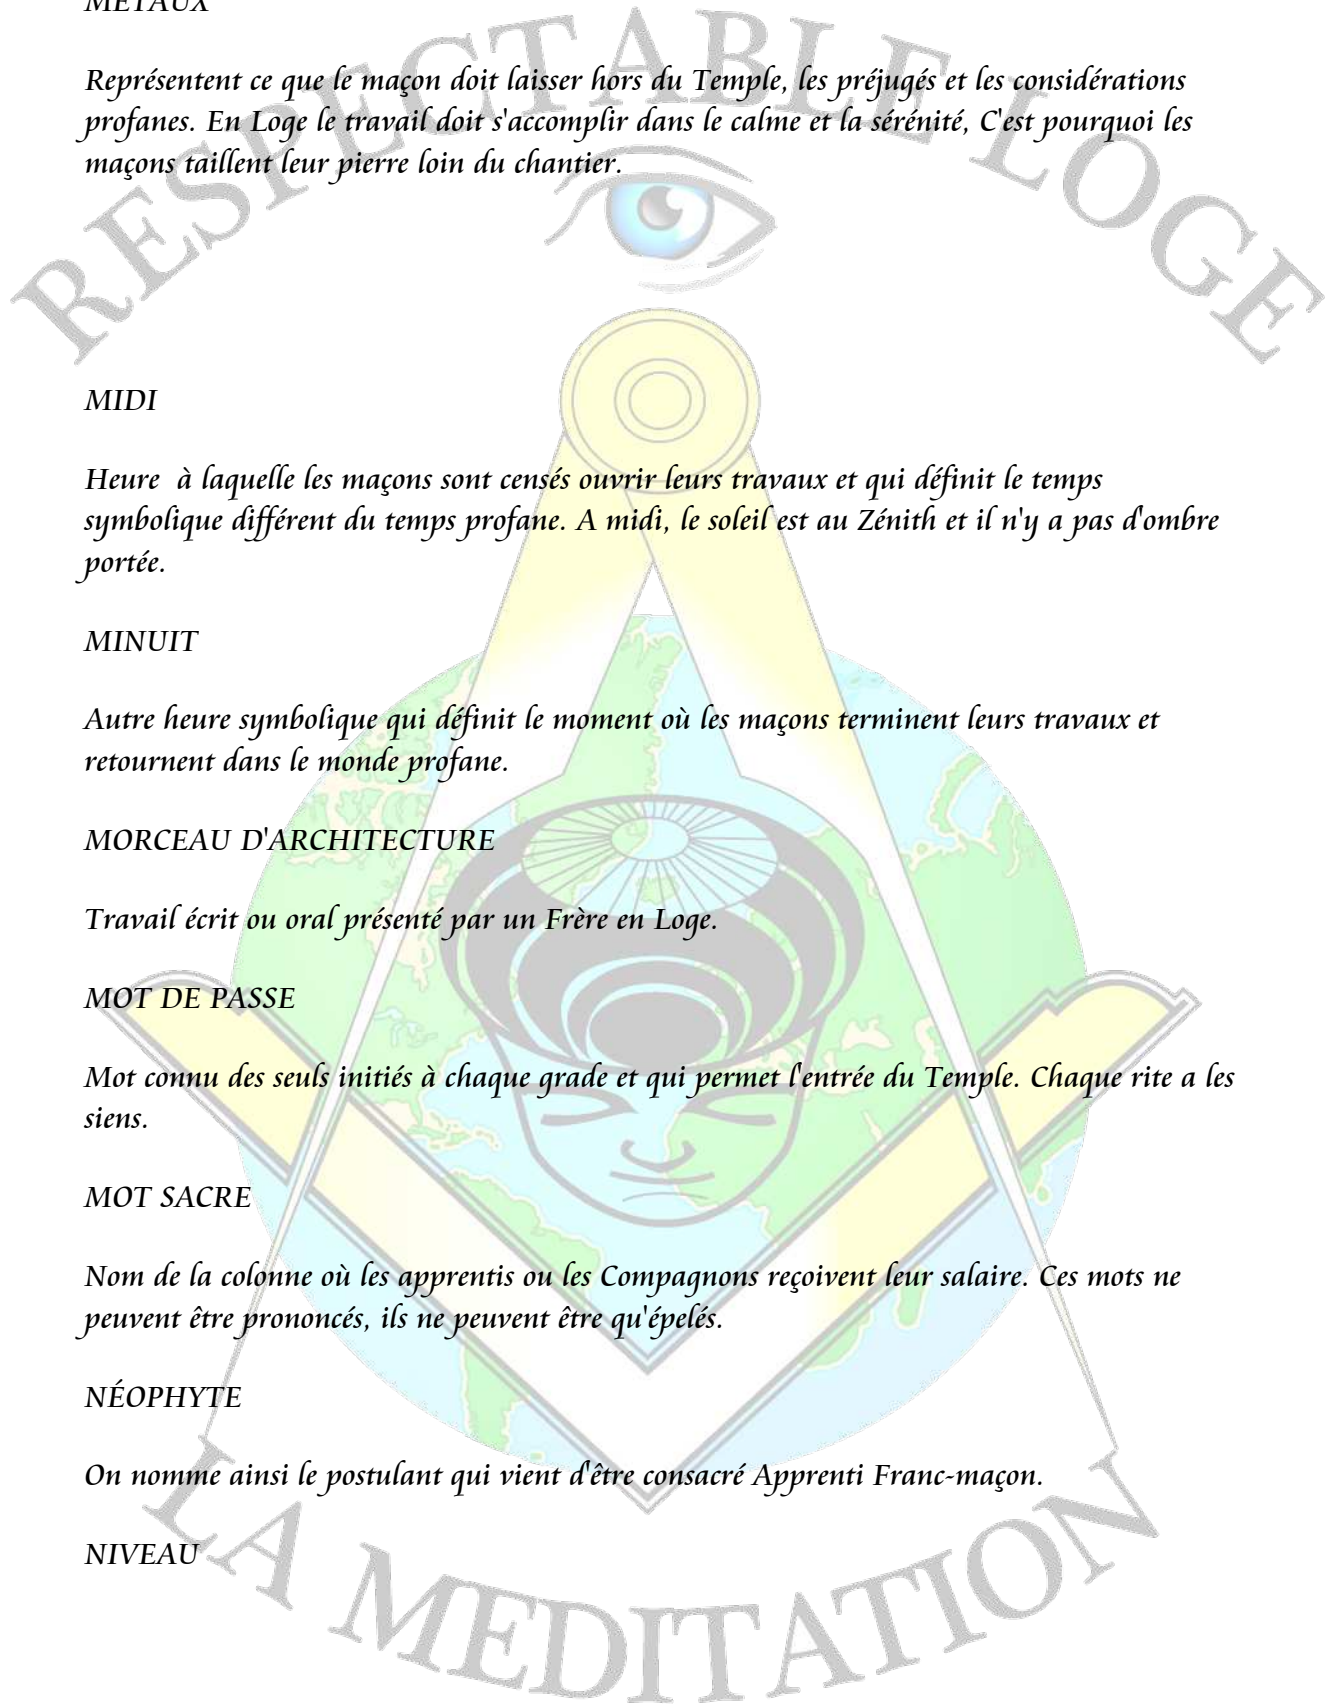 METAUX
Représentent ce que le maçon doit laisser hors du Temple, les préjugés et les considérations
profanes. En Loge le travail doit s'accomplir dans le calme et la sérénité, C'est pourquoi les
maçons taillent leur pierre loin du chantier.
RESPECTABLE LOGE
MIDI
Heure  à laquelle les maçons sont censés ouvrir leurs travaux et qui définit le temps
symbolique différent du temps profane. A midi, le soleil est au Zénith et il n'y a pas d'ombre
portée.
MINUIT
Autre heure symbolique qui définit le moment où les maçons terminent leurs travaux et
retournent dans le monde profane.
MORCEAU D'ARCHITECTURE
Travail écrit ou oral présenté par un Frère en Loge.
MOT DE PASSE
Mot connu des seuls initiés à chaque grade et qui permet l'entrée du Temple. Chaque rite a les
siens.
MOT SACRE
Nom de la colonne où les apprentis ou les Compagnons reçoivent leur salaire. Ces mots ne
peuvent être prononcés, ils ne peuvent être qu'épelés.
NÉOPHYTE
On nomme ainsi le postulant qui vient d'être consacré Apprenti Franc-maçon.
NIVEAU
LA MEDITATION